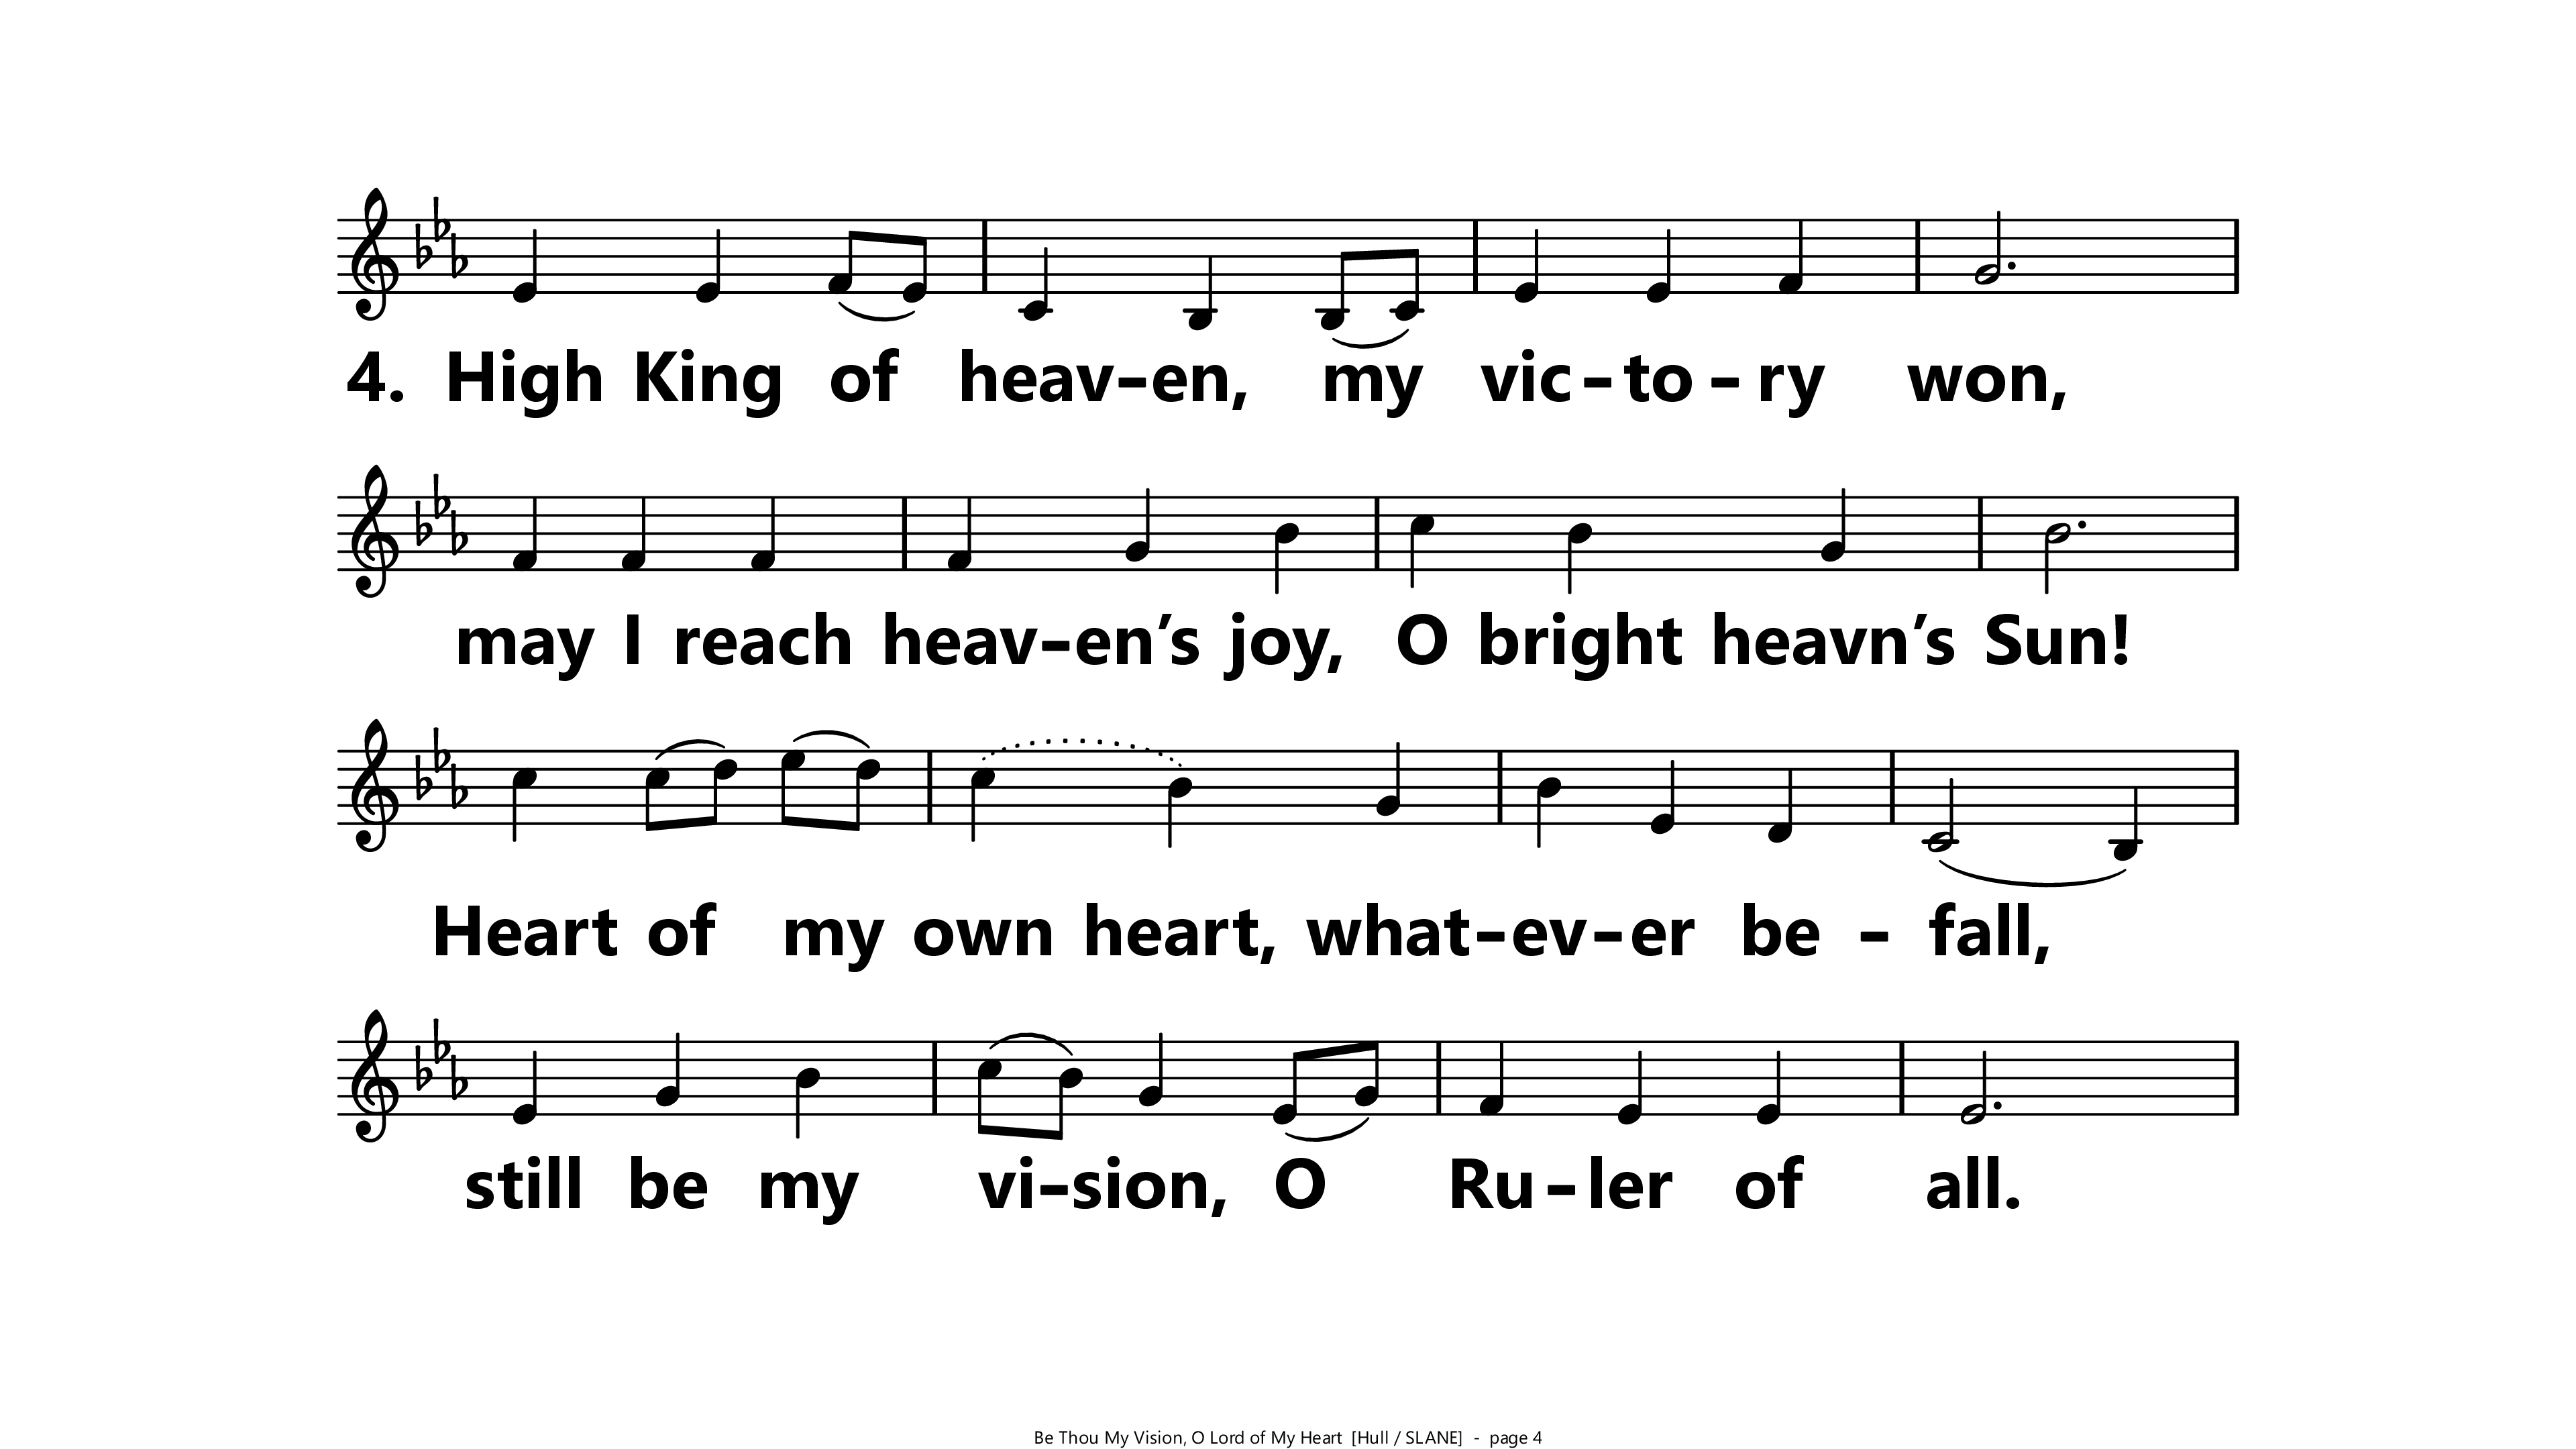 4. High King of heav-en, my vic-to-ry won,
may I reach heav-en’s joy, O bright heavn’s Sun!
Heart of my own heart, what-ev-er be - fall,
still be my vi-sion, O Ru-ler of all.
Be Thou My Vision, O Lord of My Heart [Hull / SLANE] - page 4